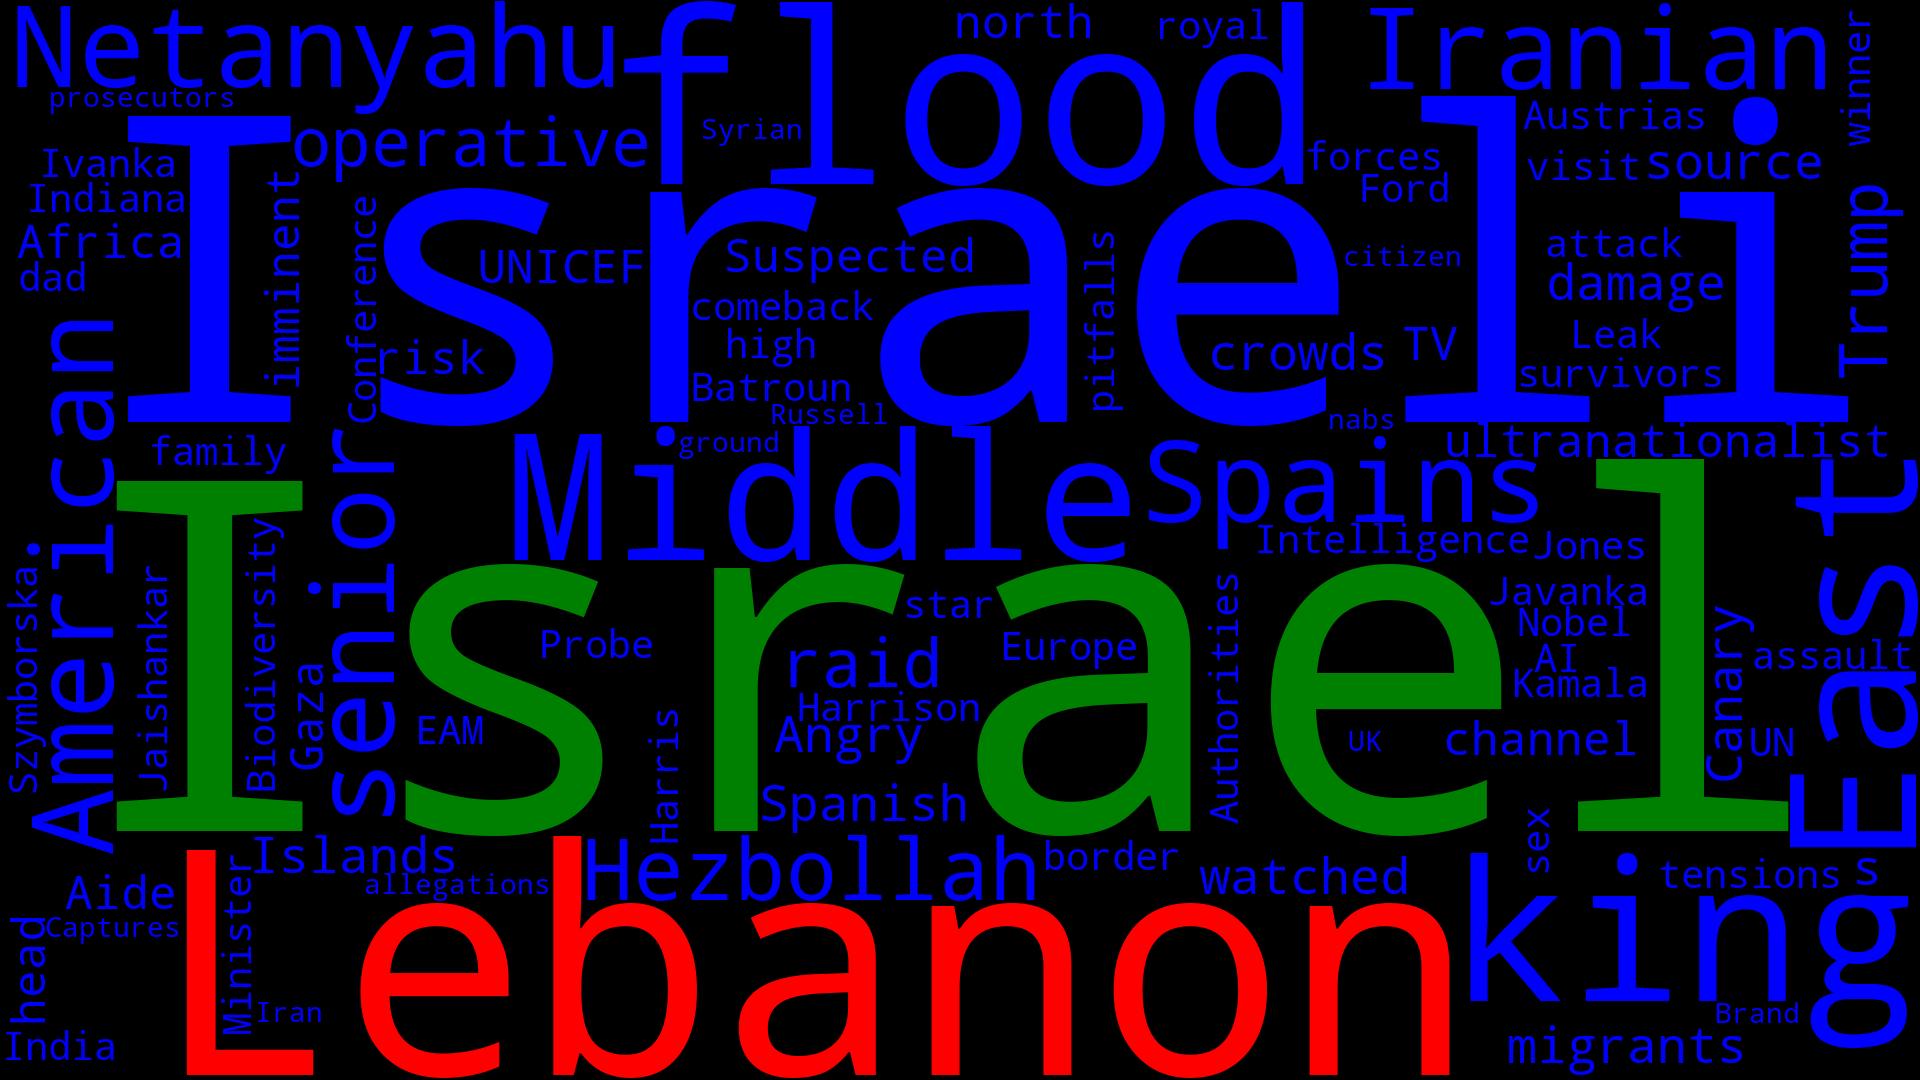 Netanyahu
flood
north
royal
Iranian
winner
prosecutors
operative
Syrian
forces
Austrias
Ivanka
Israeli
Indiana
imminent
Conference
Ford
visit
source
Africa
dad
UNICEF
Suspected
pitfalls
citizen
attack
damage
Trump
comeback
high
risk
Batroun
Russell
crowds
TV
Leak
survivors
nabs
American
family
senior
Middle
ground
Spains
ultranationalist
East
Israel
Intelligence
Jones
Szymborska
Jaishankar
Biodiversity
Gaza
Probe
star
Europe
Authorities
Javanka
Nobel
AI
Kamala
Canary
assault
raid
Harrison
Angry
EAM
Harris
UK
channel
UN
Spanish
sex
Islands
allegations
Hezbollah
border
watched
king
tensions
s
Aide
Captures
head
Minister
Lebanon
Iran
India
Brand
migrants